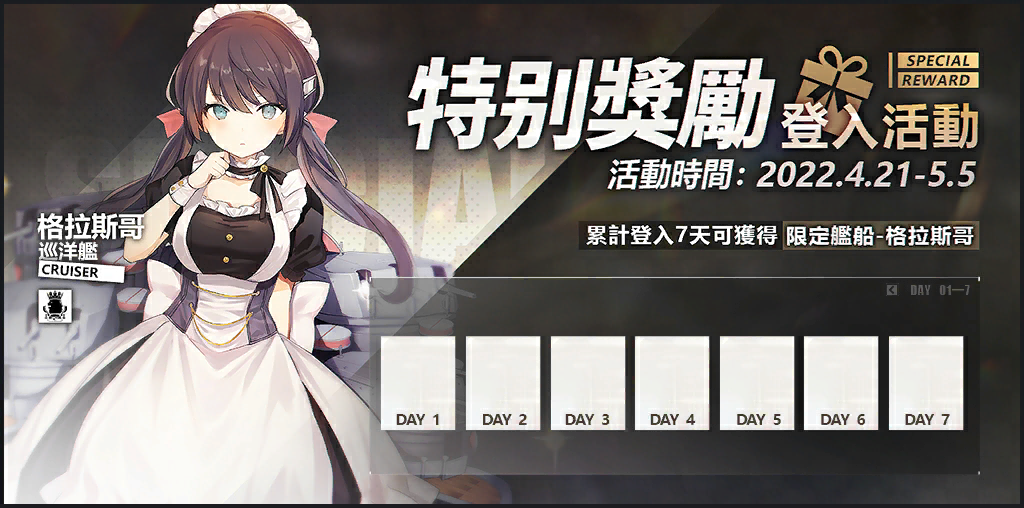 特別獎勵
SPECIAL
REWARD
登入活動
活動時間：2022.4.21-5.5
格拉斯哥
巡洋艦
CRUISER
累計登入7天可獲得 限定艦船-格拉斯哥
DAY 01—7
DAY 1
DAY 2
DAY 3
DAY 4
DAY 5
DAY 6
DAY 7